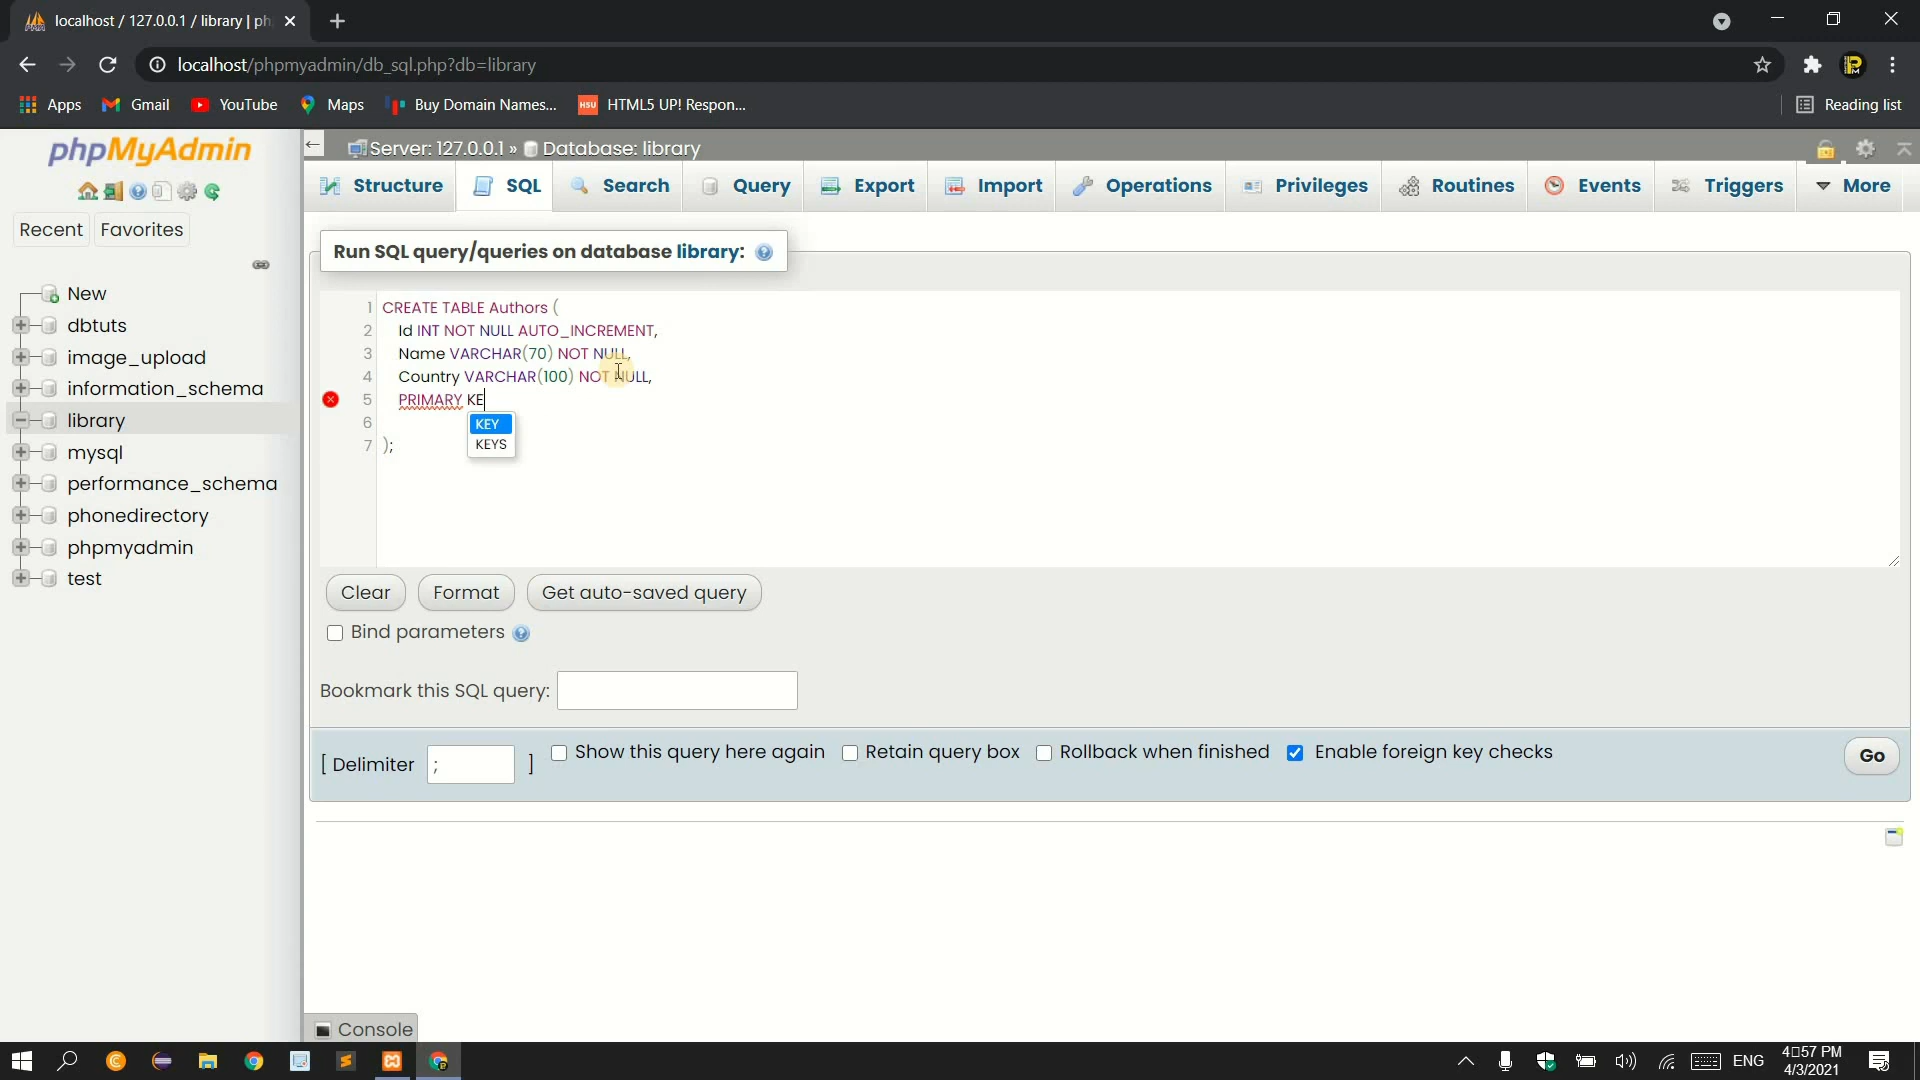 localhost / 127.0.0.1 / library | ph
localhost/phpmyadmin/db_sql.php?db=library
Apps Gmail YouTube Maps Buy Domain Names... HTML5 UP! Respon... Reading list
phpMyAdmin
Server: 127.0.0.1 » Database: library
Structure SQL Search Query Export Import Operations Privileges Routines Events Triggers More
Recent Favorites
New
dbtuts
image_upload
information_schema
library
mysql
performance_schema
phonedirectory
phpmyadmin
test
Run SQL query/queries on database library:
1 CREATE TABLE Authors (
2 Id INT NOT NULL AUTO_INCREMENT,
3 Name VARCHAR(70) NOT NULL,
4 Country VARCHAR(100) NOT NULL,
5 PRIMARY KE
6
7 );
KEY
KEYS
Clear Format Get auto-saved query
Bind parameters
Bookmark this SQL query:
[ Delimiter ; ] Show this query here again Retain query box Rollback when finished Enable foreign key checks Go
Console
ENG 4:57 PM
4/3/2021